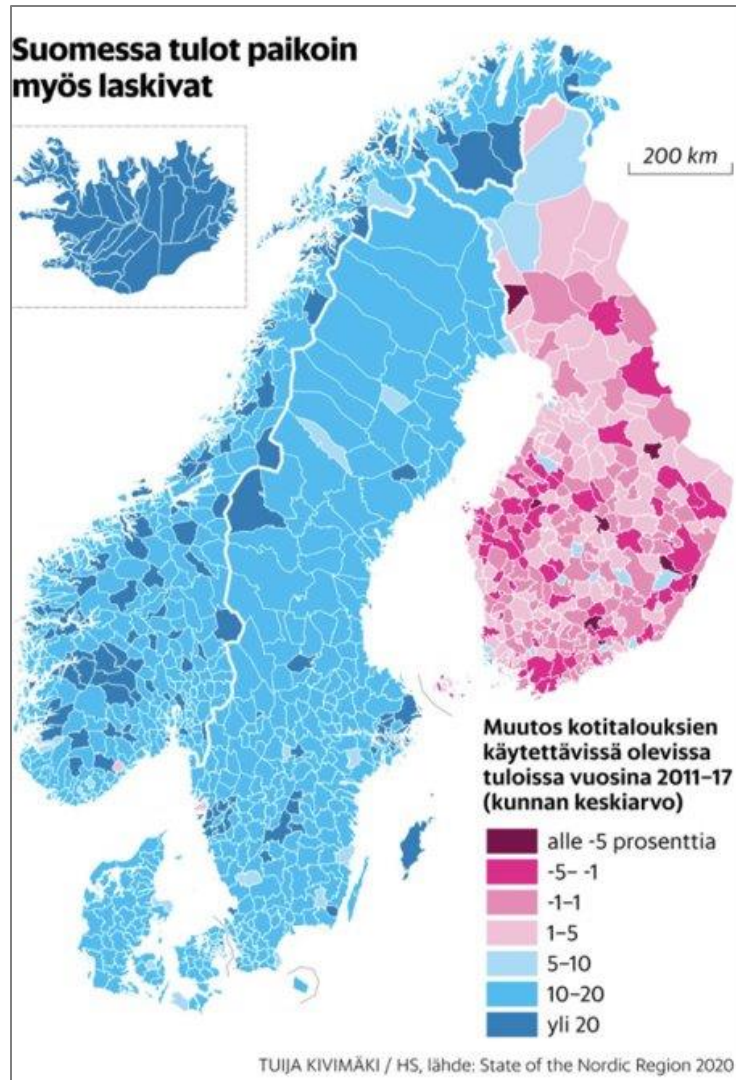 Suomessa tulot paikoin
myös laskivat
200 km
Muutos kotitalouksien
käytettävissä olevissa
tuloissa vuosina 2011–17
(kunnan keskiarvo)
alle -5 prosenttia
-5– -1
-1–1
1–5
5–10
10–20
yli 20
TUIJA KIVIMÄKI / HS, lähde: State of the Nordic Region 2020